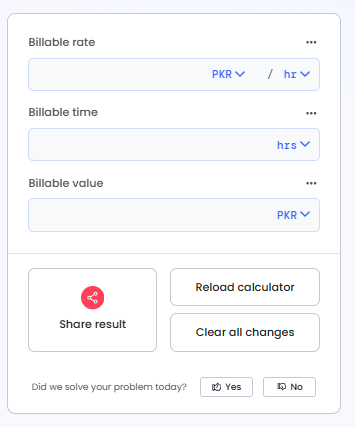 Billable rate
PKR / hr
Billable time
hrs
Billable value
PKR
Share result
Reload calculator
Clear all changes
Did we solve your problem today? Yes No